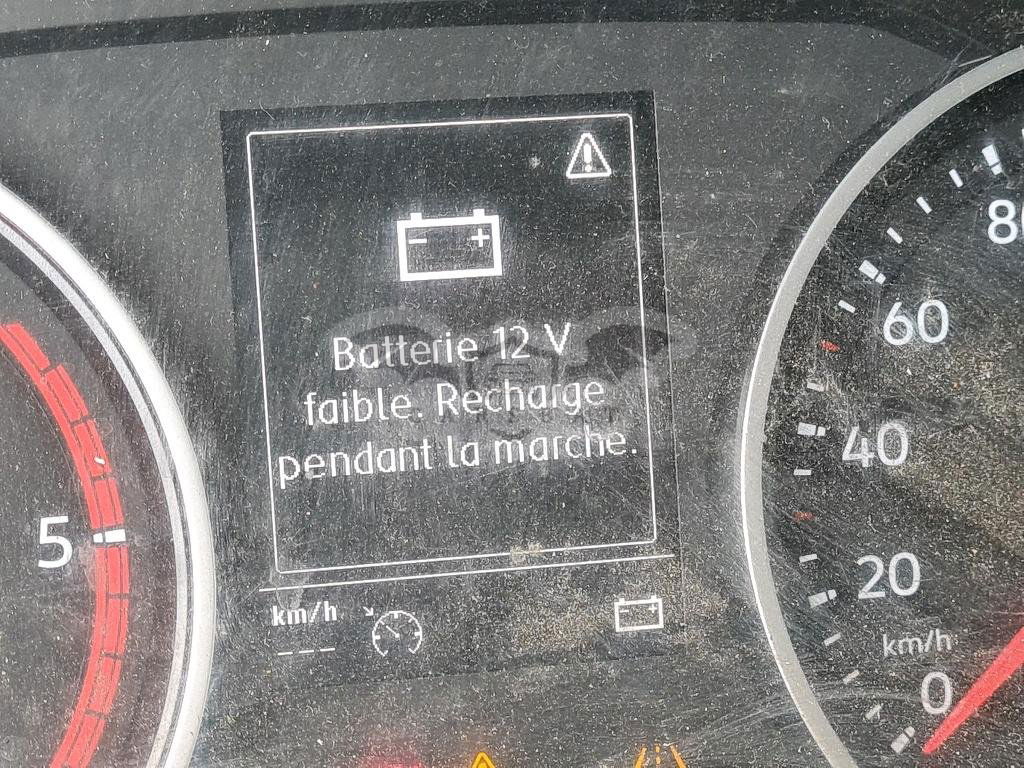 Batterie 12 V
faible. Recharge
pendant la marche.
km/h
---
5
80
60
40
20
km/h
0